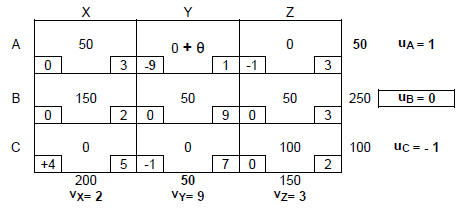 X Y Z
A 50 0 + θ 0 50 uA = 1
0 3 -9 1 -1 3
B 150 50 50 250 uB = 0
0 2 0 9 0 3
C 0 0 100 100 uC = - 1
+4 5 -1 7 0 2
200 50 150
vX= 2 vY= 9 vZ= 3